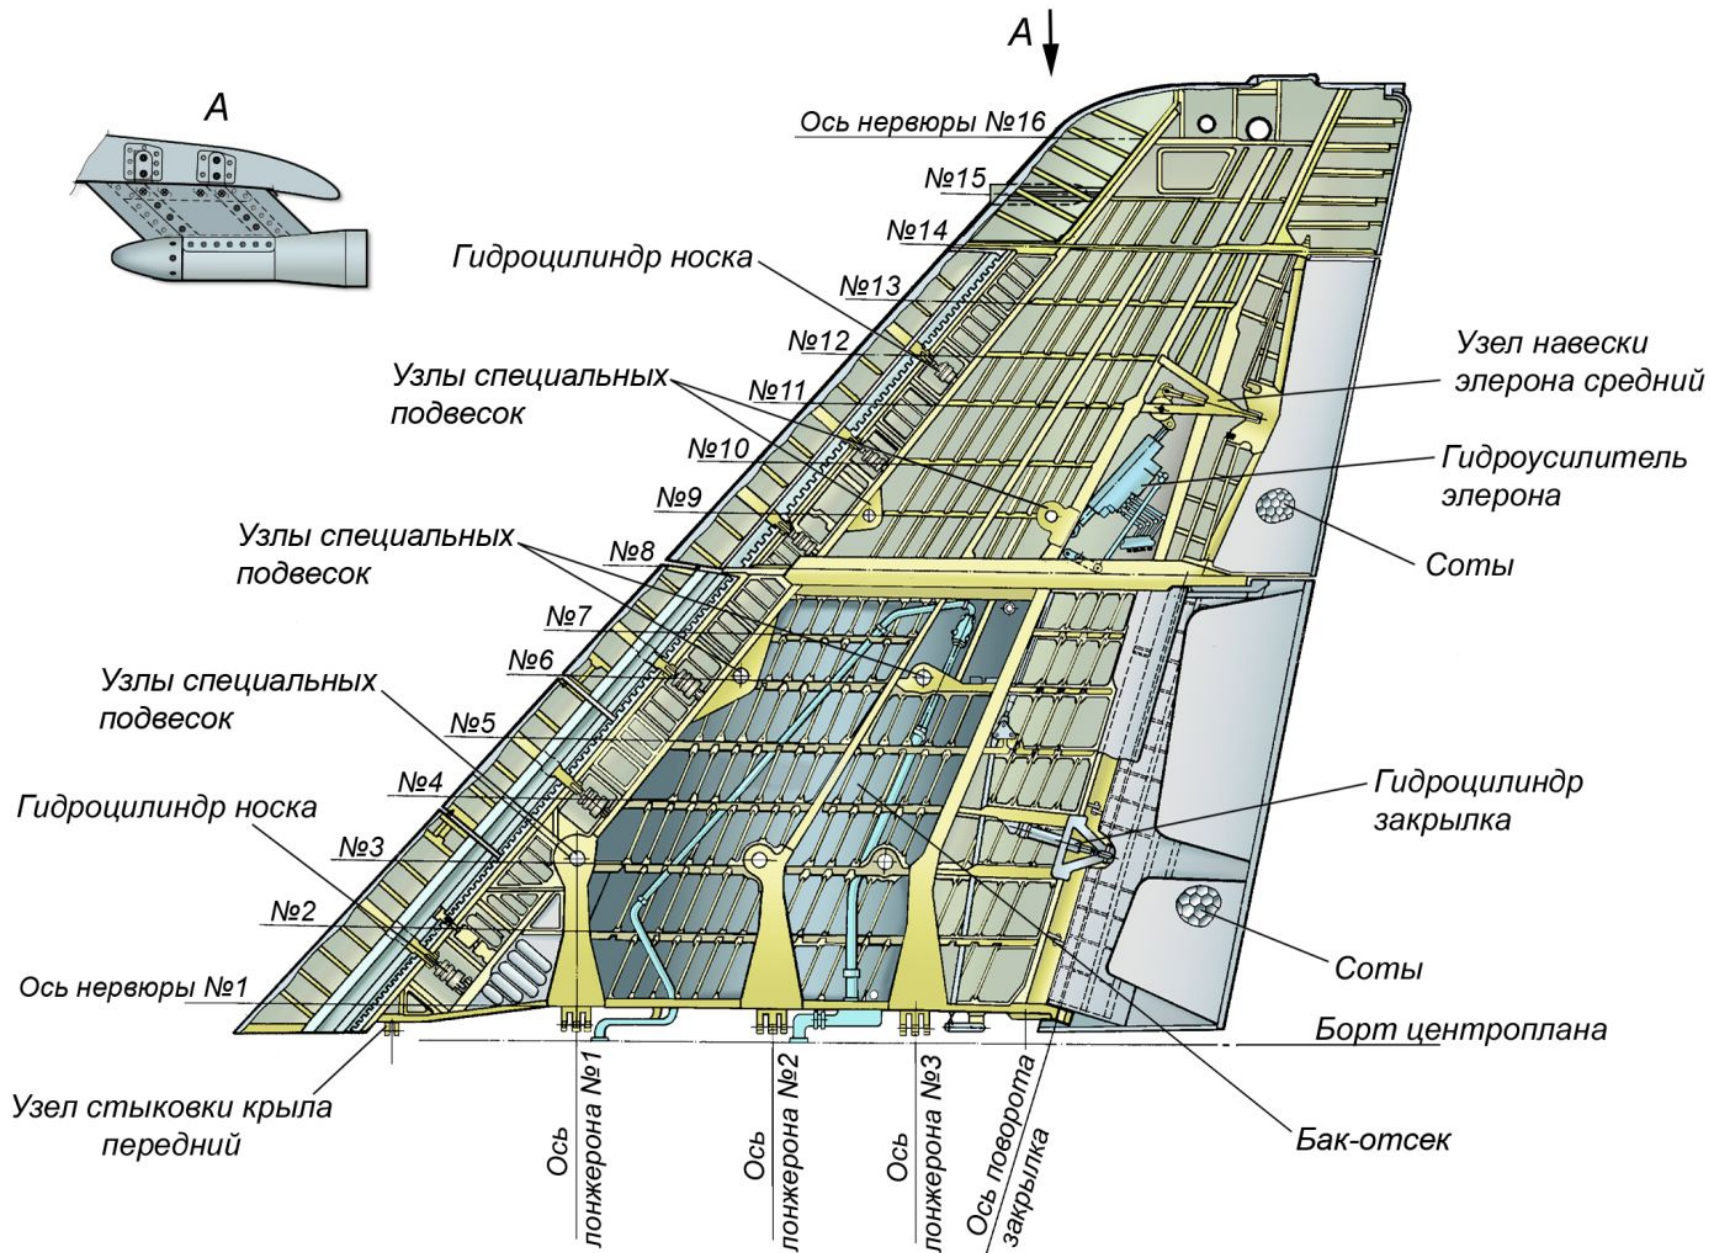 А
А
Ось нервюры №16
№15
№14
Гидроцилиндр носка
№13
№12
Узел навески
элерона средний
Узлы специальных
подвесок
№11
№10
Гидроусилитель
элерона
№9
Узлы специальных
подвесок
№8
Соты
№7
№6
Узлы специальных
подвесок
№5
№4
Гидроцилиндр
закрылка
Гидроцилиндр носка
№3
№2
Соты
Ось нервюры №1
Борт центроплана
Узел стыковки крыла
передний
Ось
лонжерона №1
Ось
лонжерона №2
Ось
лонжерона №3
Ось поворота
закрылка
Бак-отсек